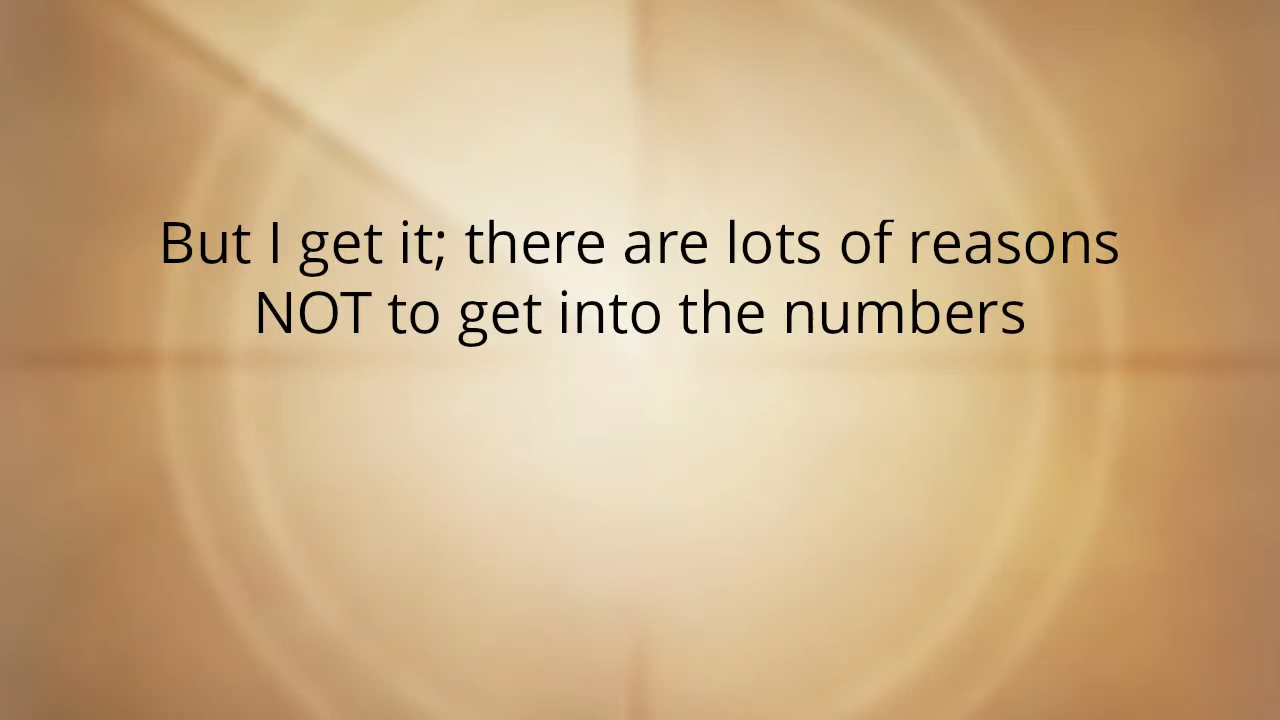 But I get it; there are lots of reasons
NOT to get into the numbers